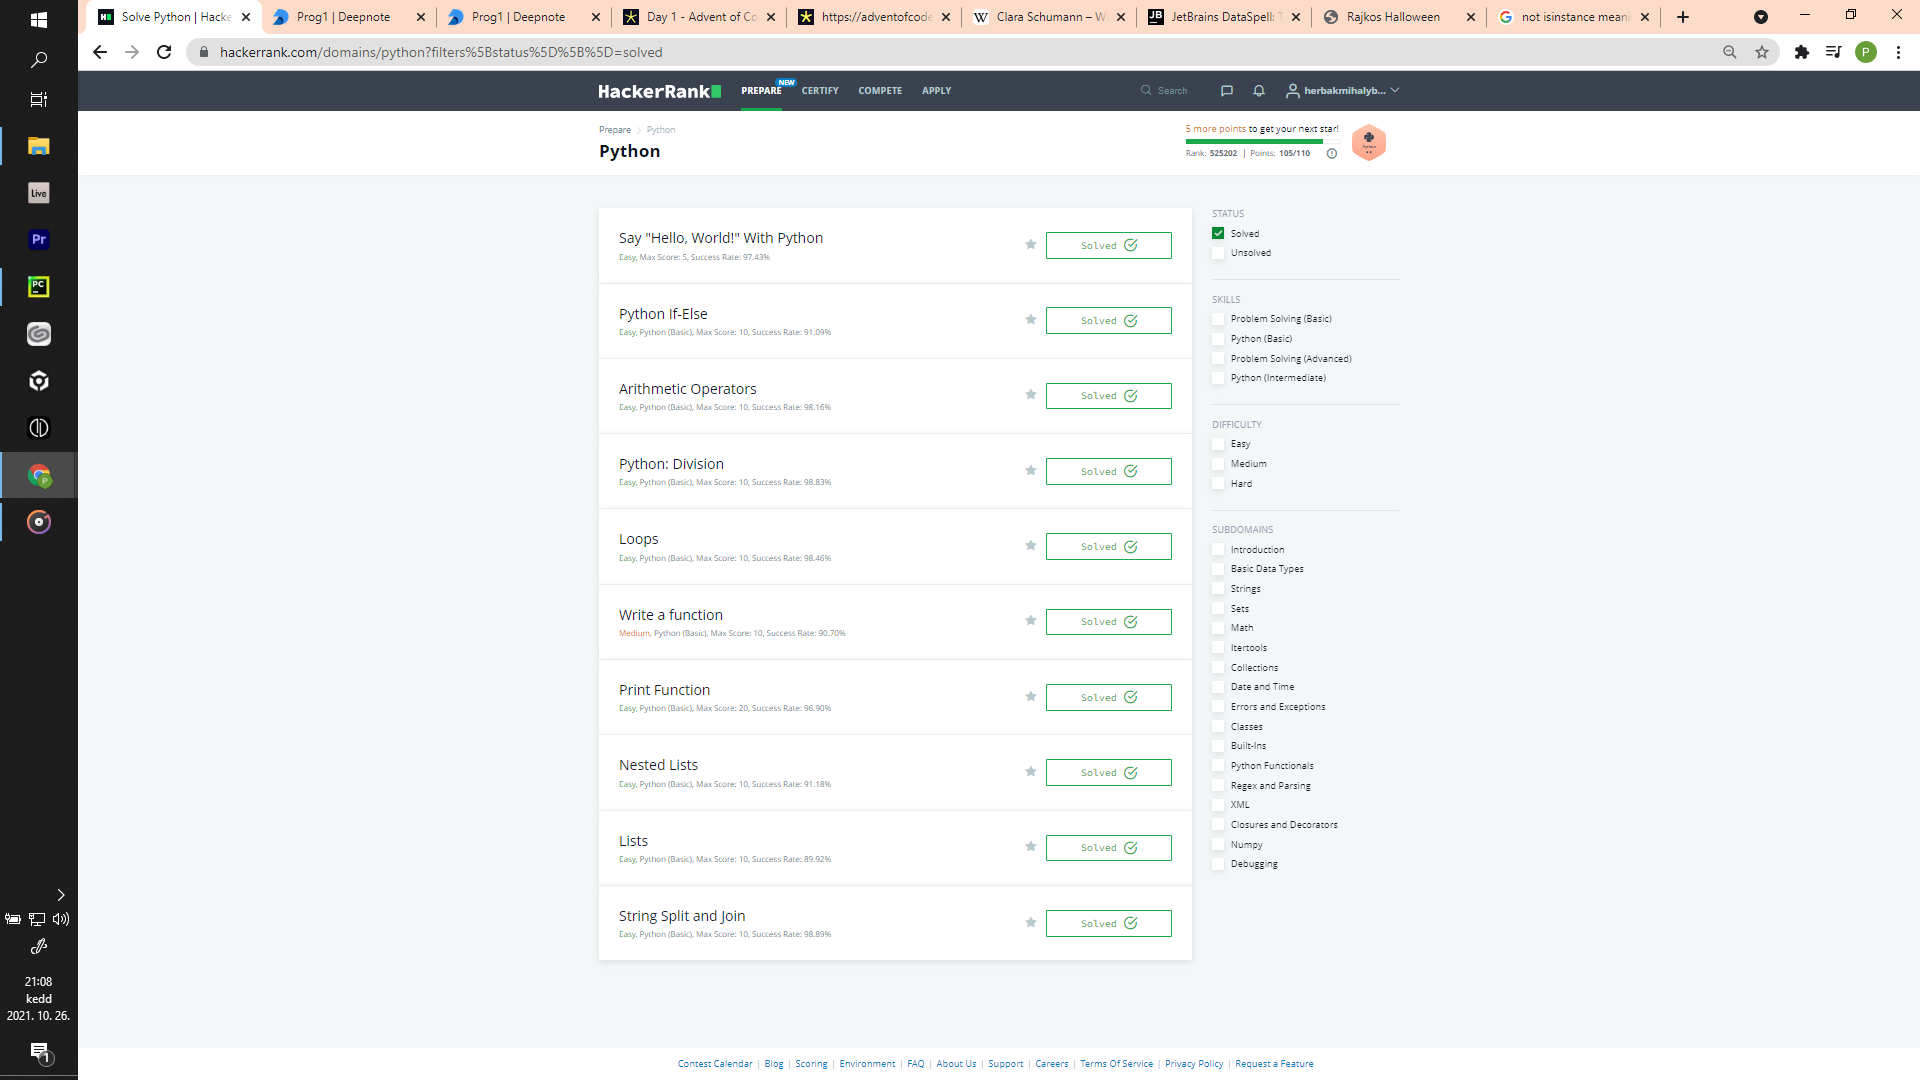 Solve Python | Hacke
Prog1 | Deepnote
Prog1 | Deepnote
Day 1 - Advent of Co
https://adventofcode
Clara Schumann – W
JetBrains DataSpell: T
Rajkos Halloween
not isinstance meani
hackerrank.com/domains/python?filters%5Bstatus%5D%5B%5D=solved
P
HackerRank
PREPARE
NEW
CERTIFY
COMPETE
APPLY
Search
herbakmihalyb...
Prepare
Python
Python
5 more points to get your next star!
Rank: 525202 | Points: 105/110
Python
Say "Hello, World!" With Python
Easy, Max Score: 5, Success Rate: 97.43%
Solved
Python If-Else
Easy, Python (Basic), Max Score: 10, Success Rate: 91.09%
Solved
Arithmetic Operators
Easy, Python (Basic), Max Score: 10, Success Rate: 98.16%
Solved
Python: Division
Easy, Python (Basic), Max Score: 10, Success Rate: 98.83%
Solved
Loops
Easy, Python (Basic), Max Score: 10, Success Rate: 98.46%
Solved
Write a function
Medium, Python (Basic), Max Score: 10, Success Rate: 90.70%
Solved
Print Function
Easy, Python (Basic), Max Score: 20, Success Rate: 96.90%
Solved
Nested Lists
Easy, Python (Basic), Max Score: 10, Success Rate: 91.18%
Solved
Lists
Easy, Python (Basic), Max Score: 10, Success Rate: 89.92%
Solved
String Split and Join
Easy, Python (Basic), Max Score: 10, Success Rate: 98.89%
Solved
STATUS
Solved
Unsolved
SKILLS
Problem Solving (Basic)
Python (Basic)
Problem Solving (Advanced)
Python (Intermediate)
DIFFICULTY
Easy
Medium
Hard
SUBDOMAINS
Introduction
Basic Data Types
Strings
Sets
Math
Itertools
Collections
Date and Time
Errors and Exceptions
Classes
Built-Ins
Python Functionals
Regex and Parsing
XML
Closures and Decorators
Numpy
Debugging
Contest Calendar | Blog | Scoring | Environment | FAQ | About Us | Support | Careers | Terms Of Service | Privacy Policy | Request a Feature
Live
Pr
PC
P
21:08
kedd
2021. 10. 26.
1